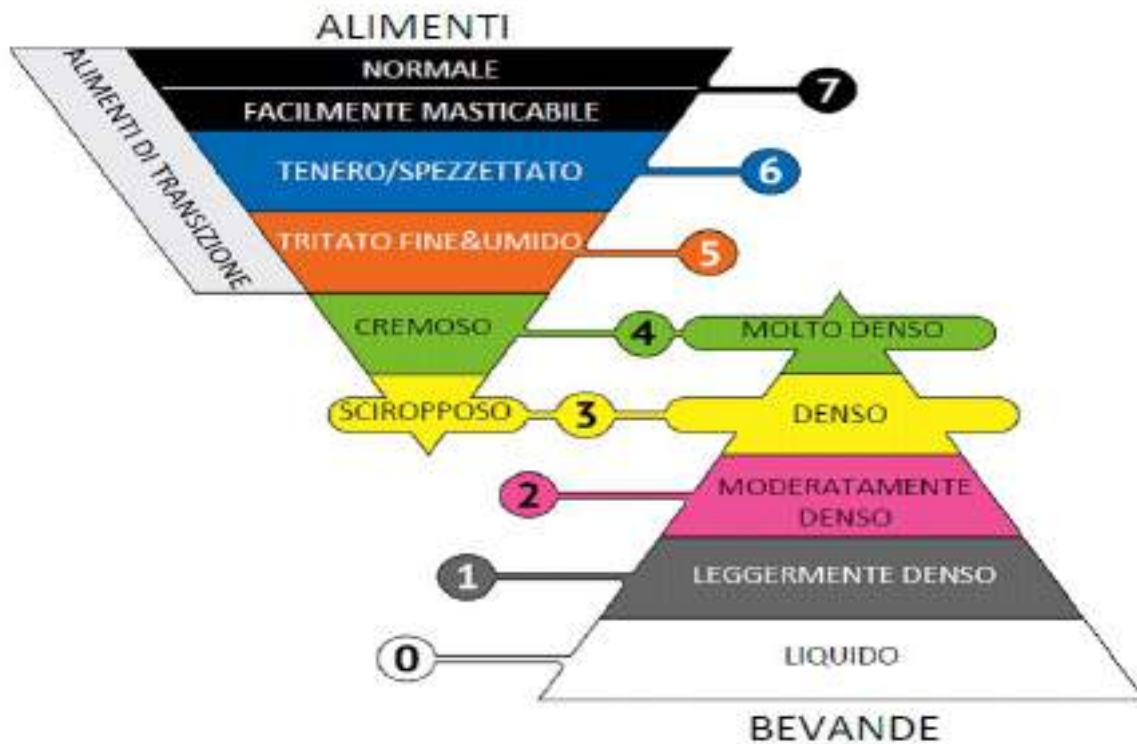 ALIMENTI
ALIMENTI DI TRANSIZIONE
NORMALE
7
FACILMENTE MASTICABILE
TENERO/SPEZZETTATO
6
TRITATO FINE&UMIDO
5
CREMOSO
4
MOLTO DENSO
SCIROPPOSO
3
DENSO
2
MODERATAMENTE
DENSO
1
LEGGERMENTE DENSO
0
LIQUIDO
BEVANDE